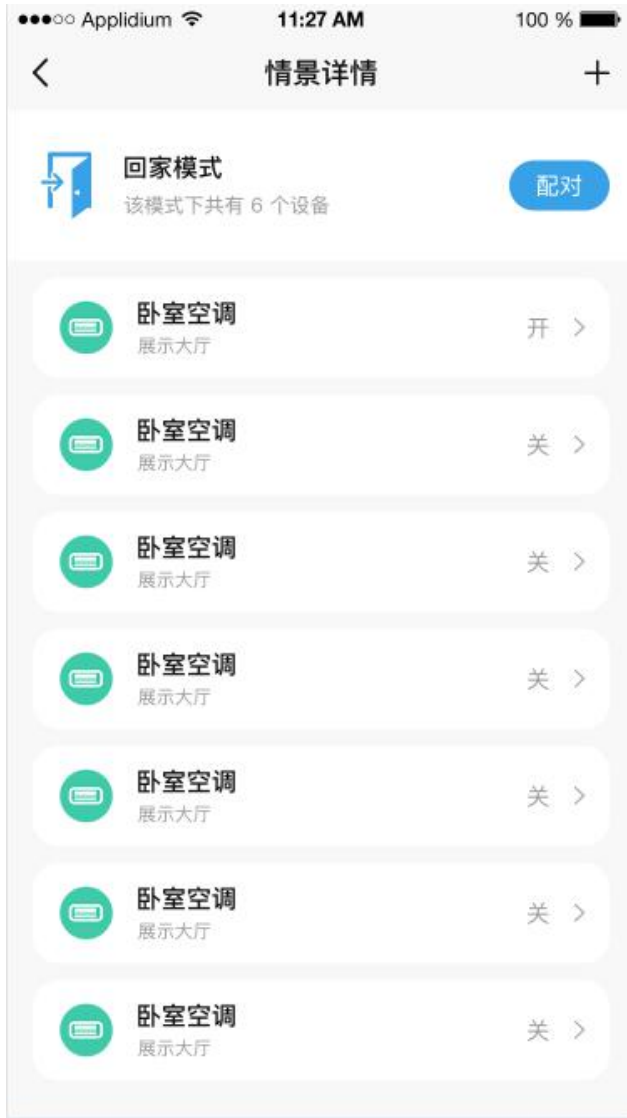 Applidium 11:27 AM 100 %
情景详情
回家模式
该模式下共有 6 个设备
配对
卧室空调
展示大厅
开
卧室空调
展示大厅
关
卧室空调
展示大厅
关
卧室空调
展示大厅
关
卧室空调
展示大厅
关
卧室空调
展示大厅
关
卧室空调
展示大厅
关